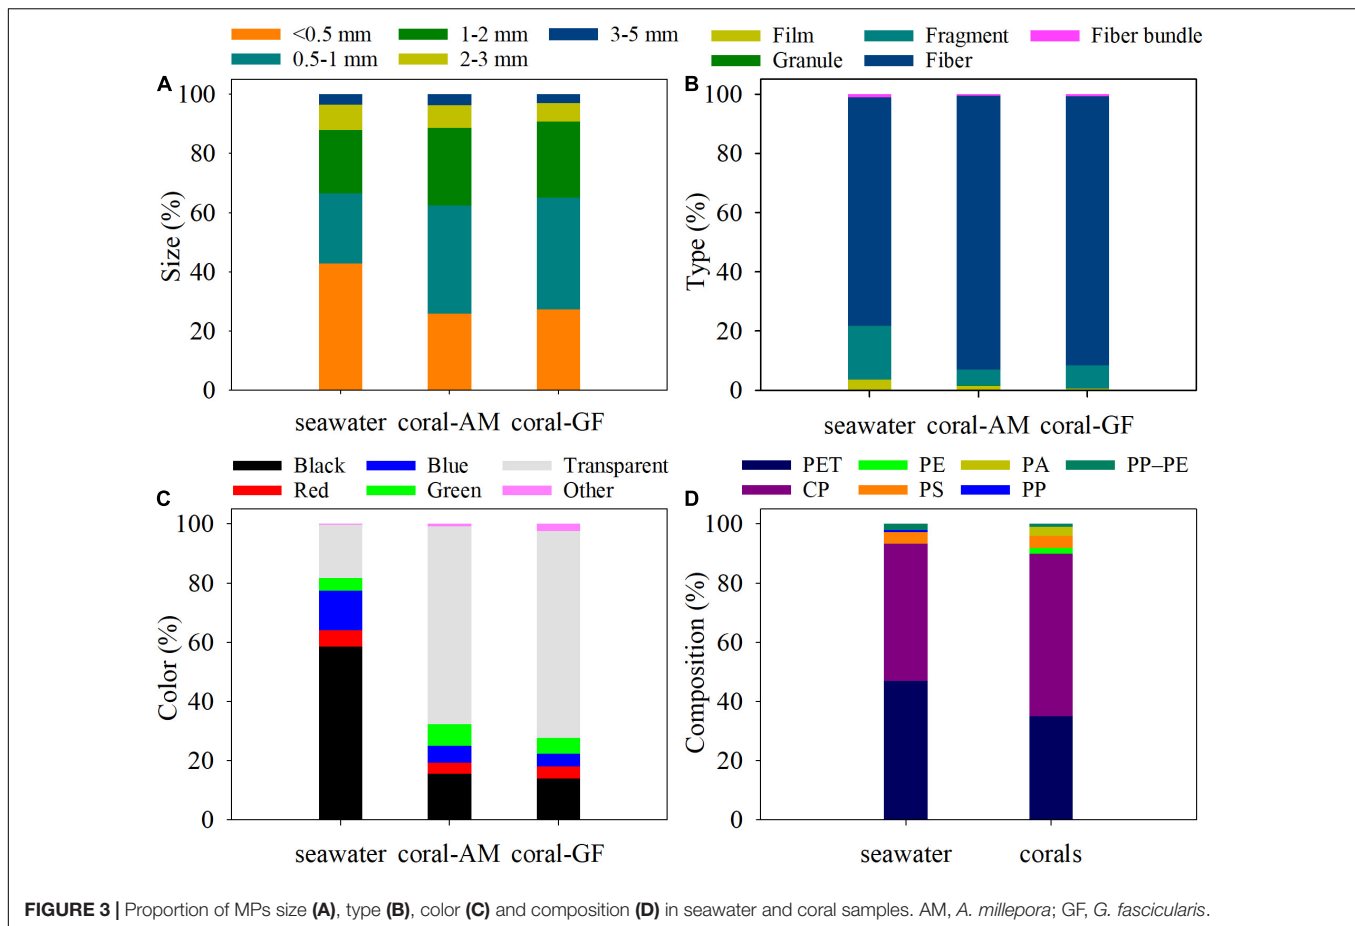 <0.5 mm 1-2 mm 3-5 mm
0.5-1 mm 2-3 mm
A
Size (%)
100
80
60
40
20
0
seawater coral-AM coral-GF
Film Fragment Fiber bundle
Granule Fiber
B
Type (%)
100
80
60
40
20
0
seawater coral-AM coral-GF
Black Blue Transparent
Red Green Other
C
Color (%)
100
80
60
40
20
0
seawater coral-AM coral-GF
PET PE PA PP–PE
CP PS PP
D
Composition (%)
100
80
60
40
20
0
seawater corals
FIGURE 3 | Proportion of MPs size (A), type (B), color (C) and composition (D) in seawater and coral samples. AM, A. millepora; GF, G. fascicularis.